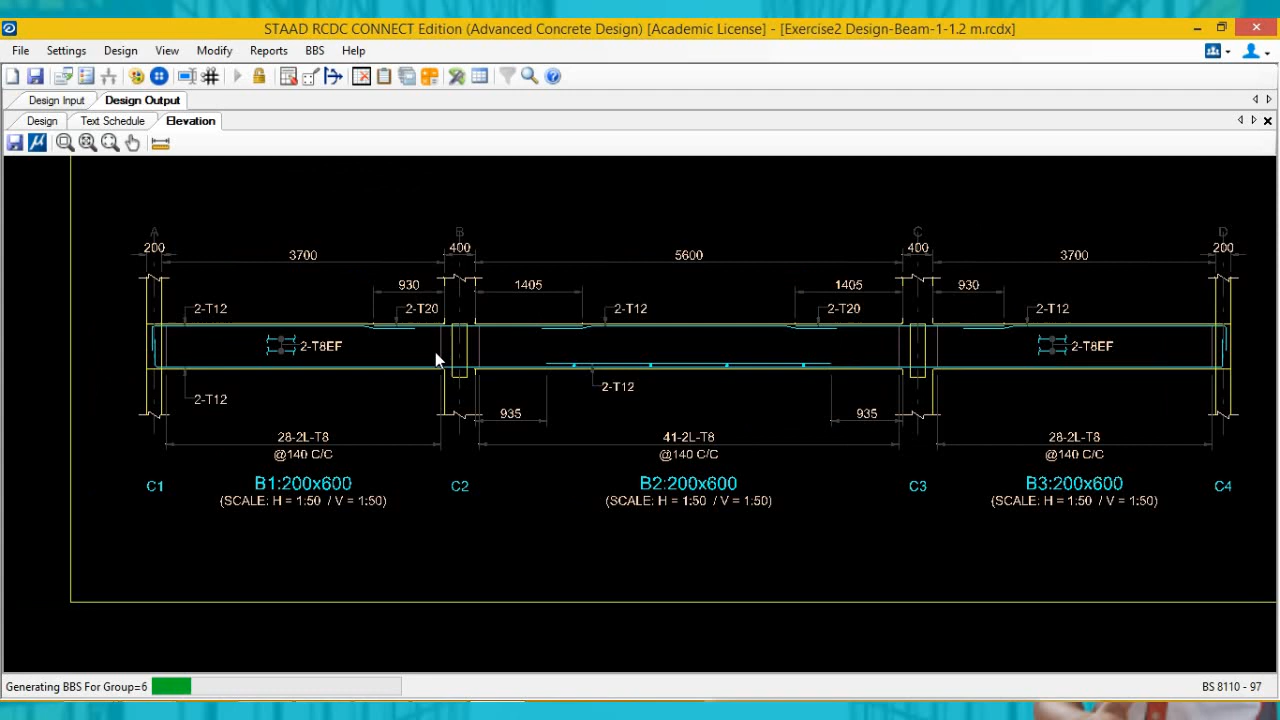 STAAD RCDC CONNECT Edition (Advanced Concrete Design) [Academic License] - [Exercise2 Design-Beam-1-1.2 m.rcdx]
File Settings Design View Modify Reports BBS Help
Design Input Design Output
Design Text Schedule Elevation
A B C D
200 3700 400 5600 400 3700 200
930 1405 1405 930
2-T12 2-T20 2-T12 2-T20 2-T12
2-T8EF 2-T8EF
2-T12 2-T12
935 935
28-2L-T8 41-2L-T8 28-2L-T8
@140 C/C @140 C/C @140 C/C
C1 B1:200x600 C2 B2:200x600 C3 B3:200x600 C4
(SCALE: H = 1:50 / V = 1:50) (SCALE: H = 1:50 / V = 1:50) (SCALE: H = 1:50 / V = 1:50)
Generating BBS For Group=6 BS 8110 - 97